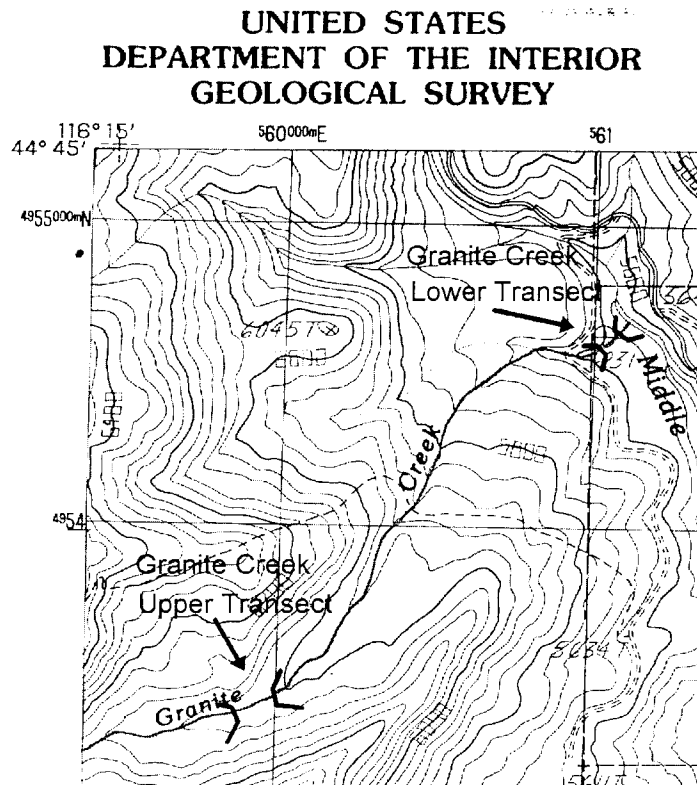 UNITED STATES
DEPARTMENT OF THE INTERIOR
GEOLOGICAL SURVEY
116° 15'
560000mE
561
44° 45'
4955000mN
Granite Creek
Lower Transect
6045T
Middle
Creek
4954
Granite Creek
Upper Transect
5634T
Granite